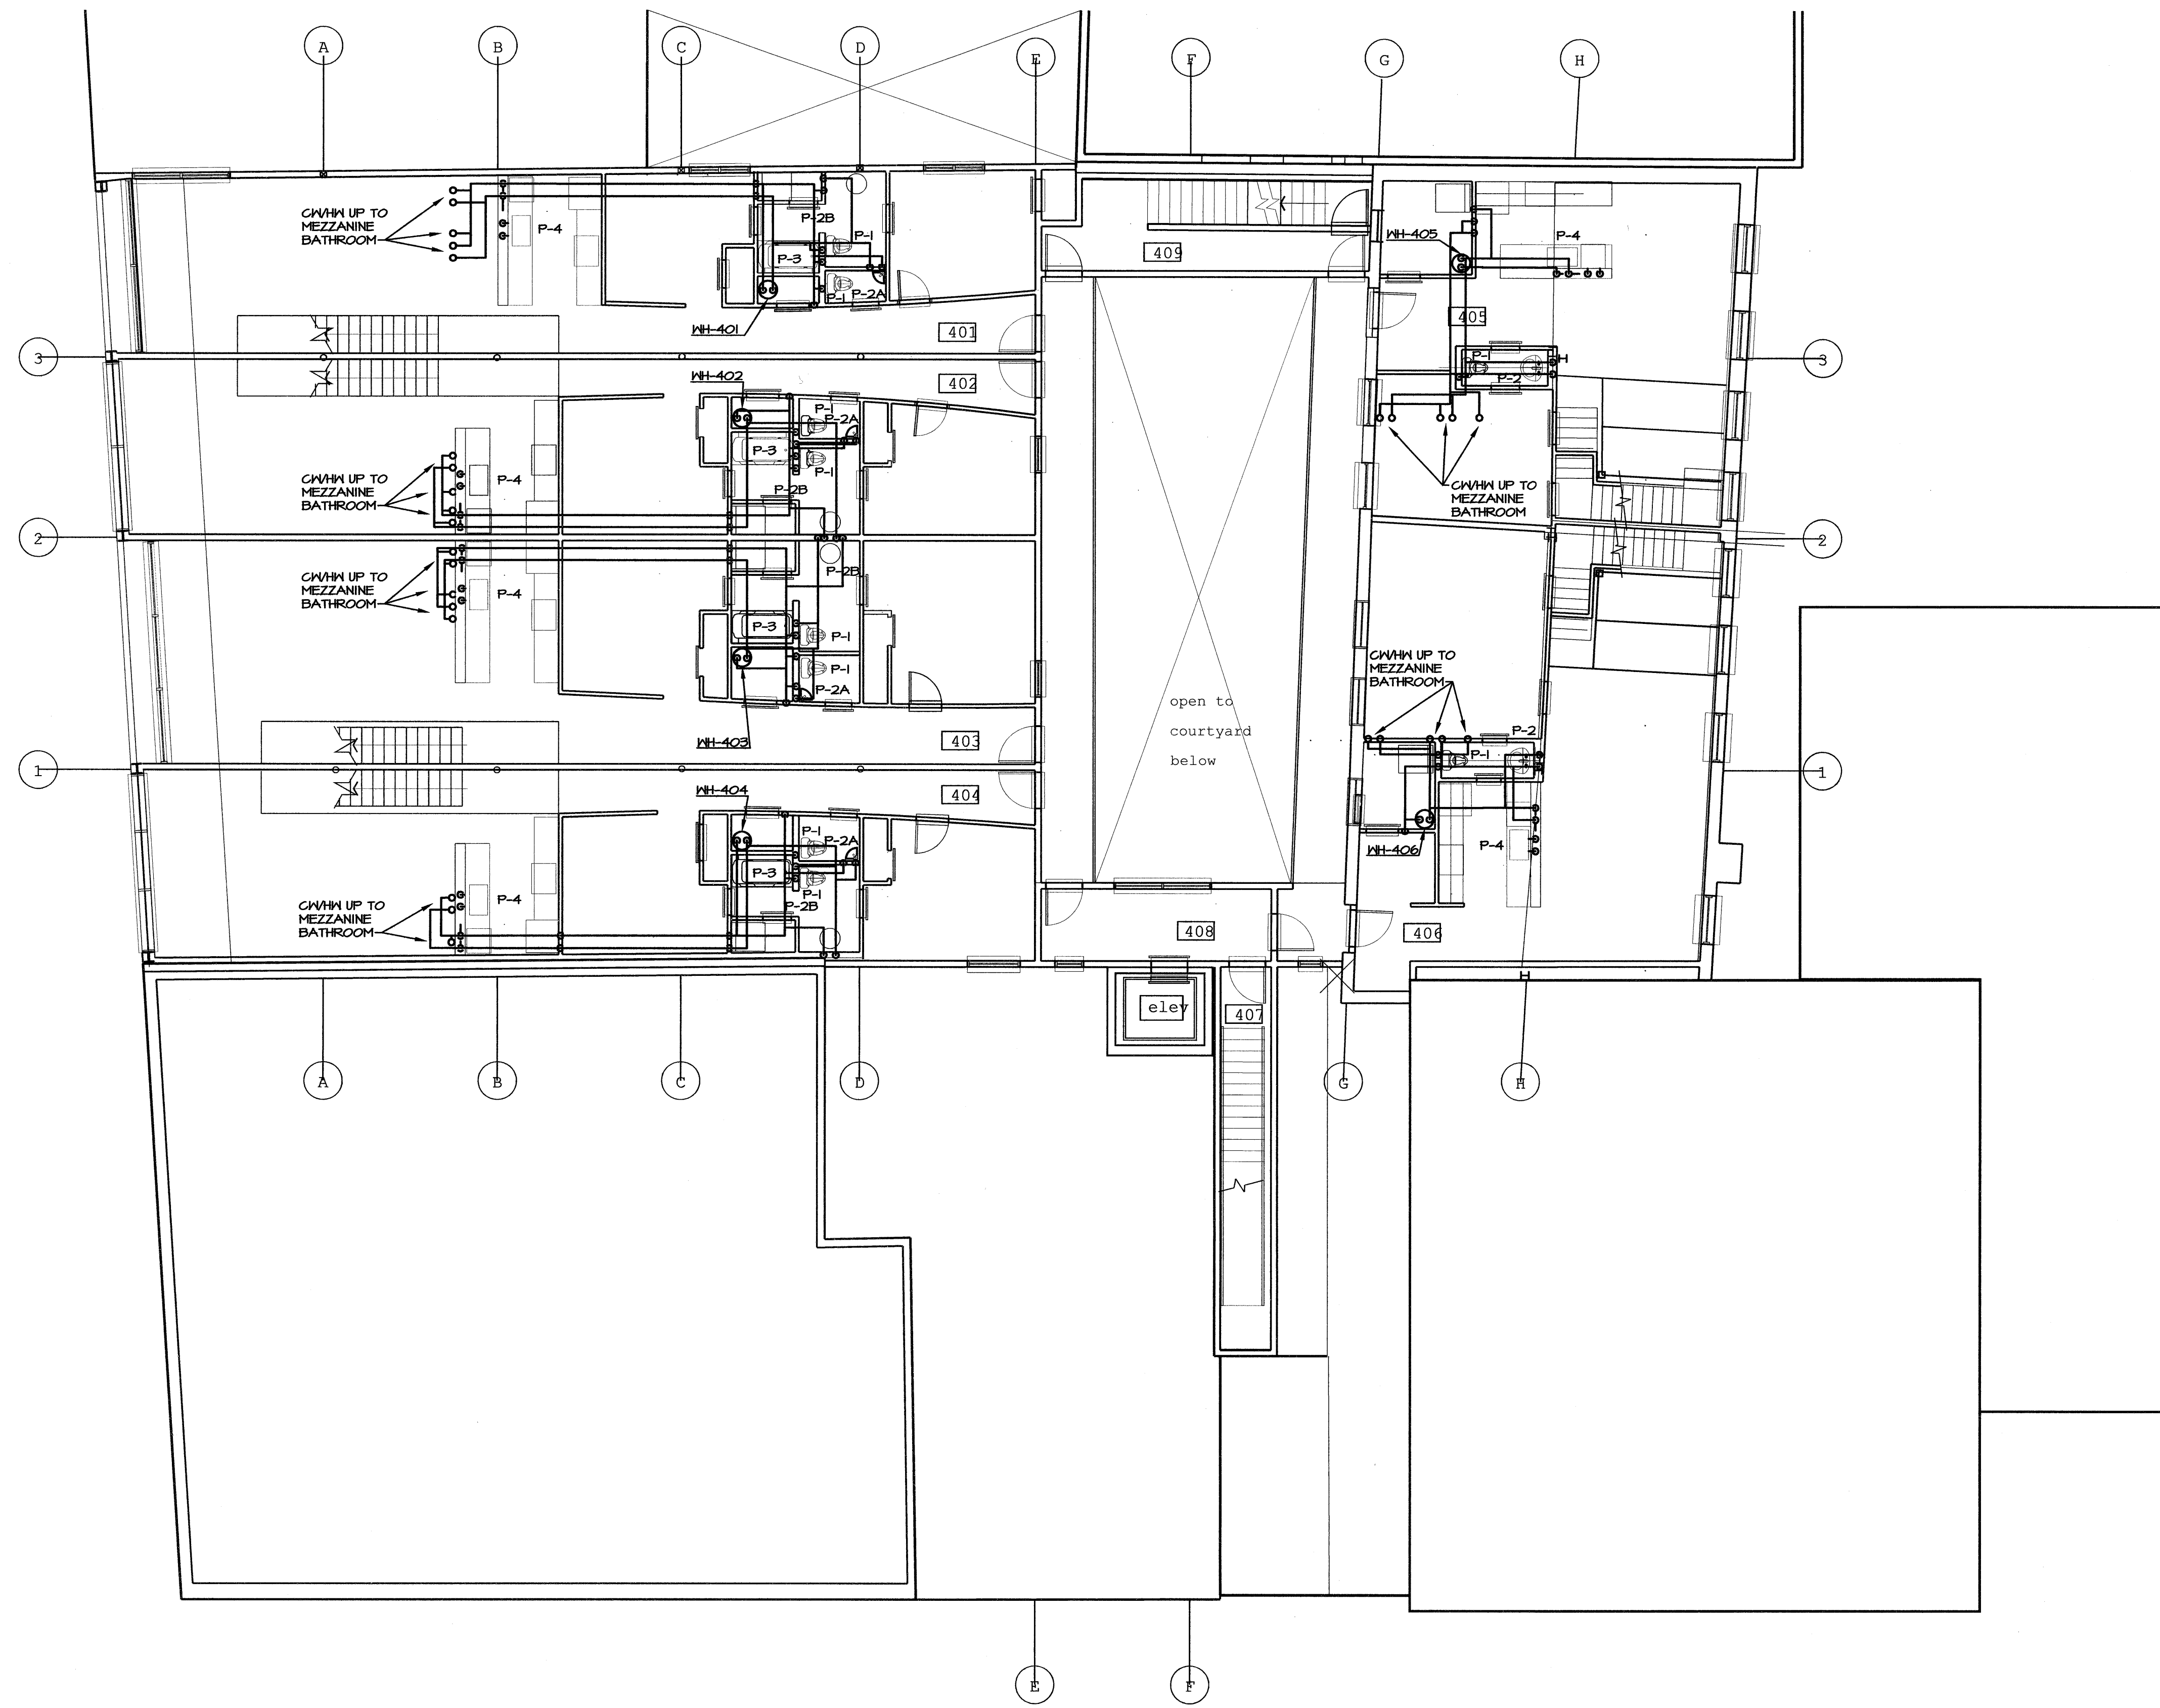 A
B
C
D
E
F
G
H
CW/HW UP TO
MEZZANINE
BATHROOM
P-4
P-2B
P-1
P-3
P-1
P-2A
WH-401
401
409
WH-405
P-4
405
3
3
WH-402
402
P-1
P-2
P-1
P-2A
P-3
P-1
CW/HW UP TO
MEZZANINE
BATHROOM
P-4
P-2B
CW/HW UP TO
MEZZANINE
BATHROOM
2
2
CW/HW UP TO
MEZZANINE
BATHROOM
P-4
P-2B
P-3
P-1
P-1
P-2A
CW/HW UP TO
MEZZANINE
BATHROOM
open to
courtyard
below
WH-403
403
P-2
P-1
1
1
WH-404
404
P-1
P-2A
P-3
P-1
P-2B
WH-406
P-4
CW/HW UP TO
MEZZANINE
BATHROOM
P-4
408
406
elev
407
A
B
C
D
G
H
E
F